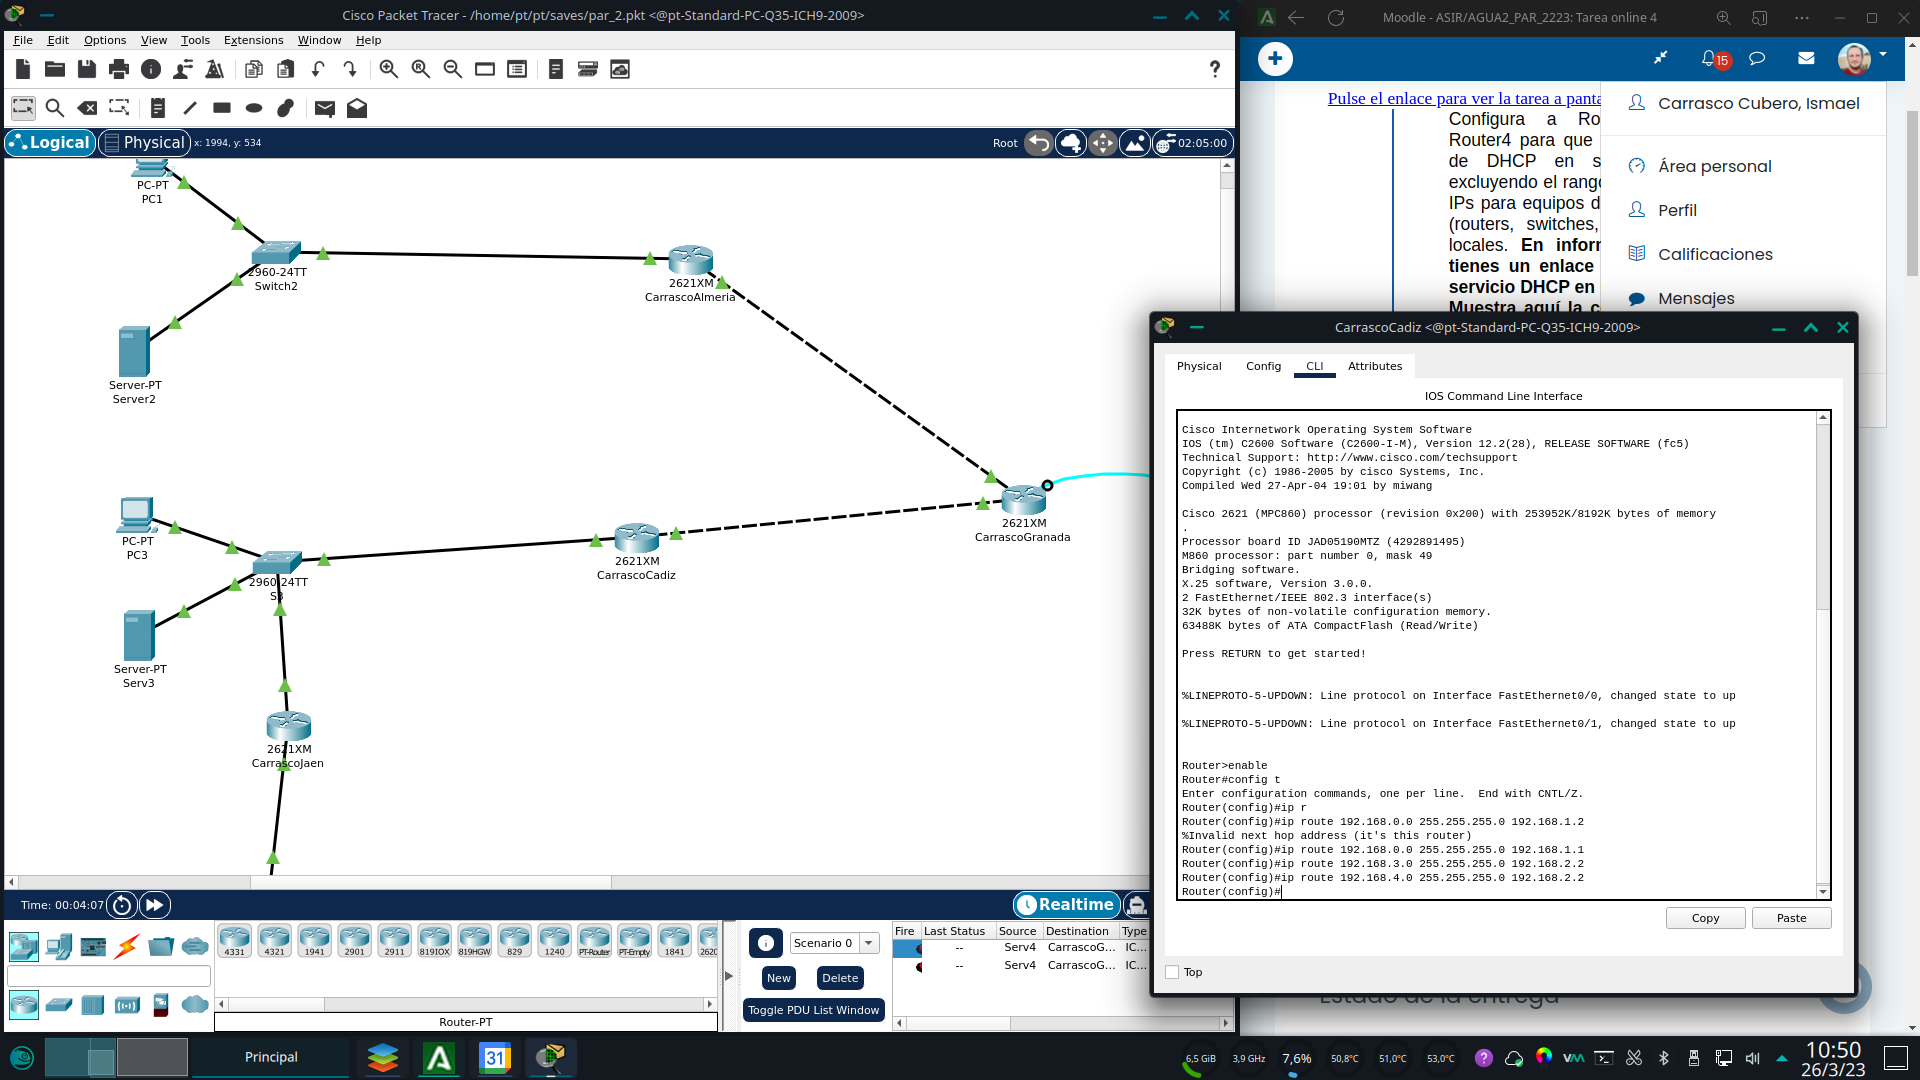 Cisco Packet Tracer - /home/pt/pt/saves/par_2.pkt <@pt-Standard-PC-Q35-ICH9-2009>
File Edit Options View Tools Extensions Window Help
?
Logical Physical x: 1994, y: 534 Root 02:05:00
PC-PT
PC1
2960-24TT
Switch2
2621XM
CarrascoAlmeria
Server-PT
Server2
PC-PT
PC3
2960-24TT
S3
2621XM
CarrascoCadiz
2621XM
CarrascoGranada
Server-PT
Serv3
2621XM
CarrascoJaen
Time: 00:04:07
Realtime
4331 4321 1941 2901 2911 819IOX 819HGW 829 1240 PT-Router PT-Empty 1841
Router-PT
Scenario 0
New Delete
Toggle PDU List Window
Fire Last Status Source Destination Type
-- Serv4 CarrascoG... IC...
-- Serv4 CarrascoG... IC...
Moodle - ASIR/AGUA2_PAR_2223: Tarea online 4
15
Pulse el enlace para ver la tarea a panta
Configura a Ro
Router4 para que
de DHCP en s
excluyendo el rango
IPs para equipos d
(routers, switches,
locales. En inform
tienes un enlace
servicio DHCP en
Muestra aquí la c
Carrasco Cubero, Ismael
Área personal
Perfil
Calificaciones
Mensajes
Estado de la entrega
CarrascoCadiz <@pt-Standard-PC-Q35-ICH9-2009>
Physical Config CLI Attributes
IOS Command Line Interface
Cisco Internetwork Operating System Software
IOS (tm) C2600 Software (C2600-I-M), Version 12.2(28), RELEASE SOFTWARE (fc5)
Technical Support: http://www.cisco.com/techsupport
Copyright (c) 1986-2005 by cisco Systems, Inc.
Compiled Wed 27-Apr-04 19:01 by miwang
Cisco 2621 (MPC860) processor (revision 0x200) with 253952K/8192K bytes of memory
.
Processor board ID JAD05190MTZ (4292891495)
M860 processor: part number 0, mask 49
Bridging software.
X.25 software, Version 3.0.0.
2 FastEthernet/IEEE 802.3 interface(s)
32K bytes of non-volatile configuration memory.
63488K bytes of ATA CompactFlash (Read/Write)
Press RETURN to get started!
%LINEPROTO-5-UPDOWN: Line protocol on Interface FastEthernet0/0, changed state to up
%LINEPROTO-5-UPDOWN: Line protocol on Interface FastEthernet0/1, changed state to up
Router>enable
Router#config t
Enter configuration commands, one per line.  End with CNTL/Z.
Router(config)#ip r
Router(config)#ip route 192.168.0.0 255.255.255.0 192.168.1.2
%Invalid next hop address (it's this router)
Router(config)#ip route 192.168.0.0 255.255.255.0 192.168.1.1
Router(config)#ip route 192.168.3.0 255.255.255.0 192.168.2.2
Router(config)#ip route 192.168.4.0 255.255.255.0 192.168.2.2
Router(config)#
Copy Paste
Top
Principal
31
6,5 GiB 3,9 GHz 7,6% 50,8°C 51,0°C 53,0°C
10:50
26/3/23